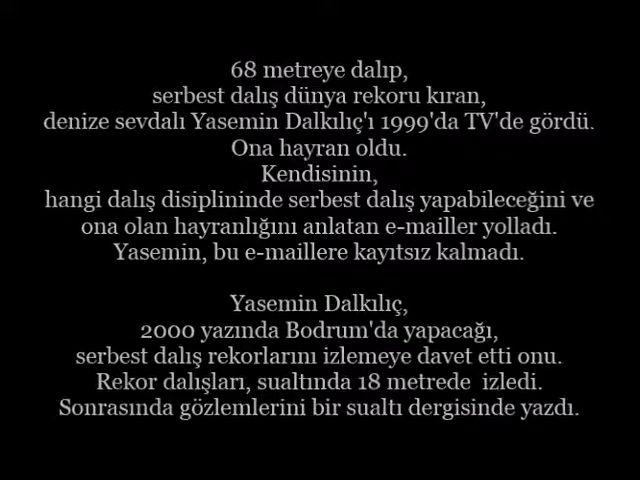 68 metreye dalıp,
serbest dalış dünya rekoru kıran,
denize sevdalı Yasemin Dalkılıç'ı 1999'da TV'de gördü.
Ona hayran oldu.
Kendisinin,
hangi dalış disiplininde serbest dalış yapabileceğini ve
ona olan hayranlığını anlatan e-mailler yolladı.
Yasemin, bu e-maillere kayıtsız kalmadı.
Yasemin Dalkılıç,
2000 yazında Bodrum'da yapacağı,
serbest dalış rekorlarını izlemeye davet etti onu.
Rekor dalışları, sualtında 18 metrede izledi.
Sonrasında gözlemlerini bir sualtı dergisinde yazdı.